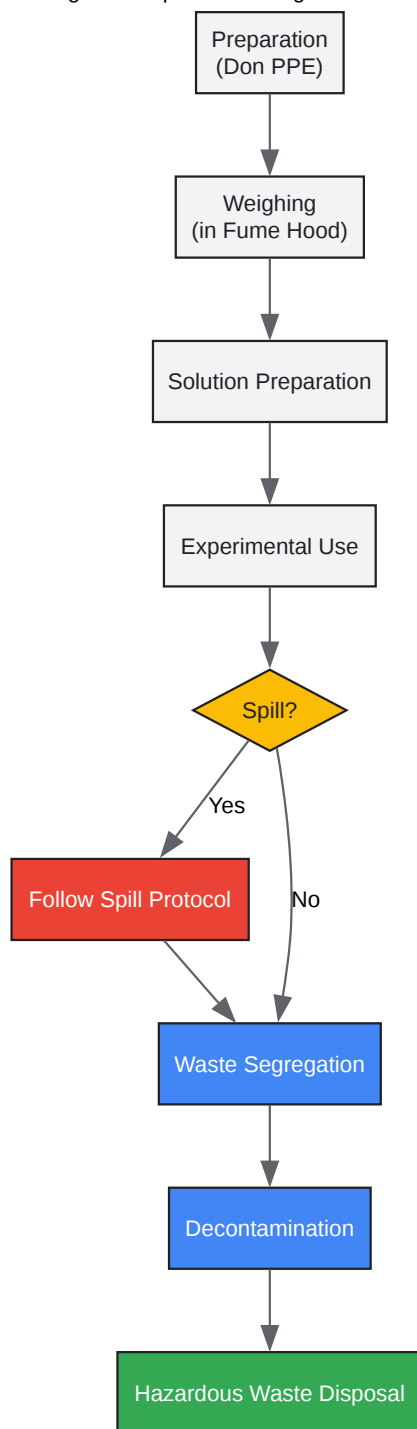 Preparation
(Don PPE)
Weighing
(in Fume Hood)
Solution Preparation
Experimental Use
Spill?
Yes
Follow Spill Protocol
No
Waste Segregation
Decontamination
Hazardous Waste Disposal